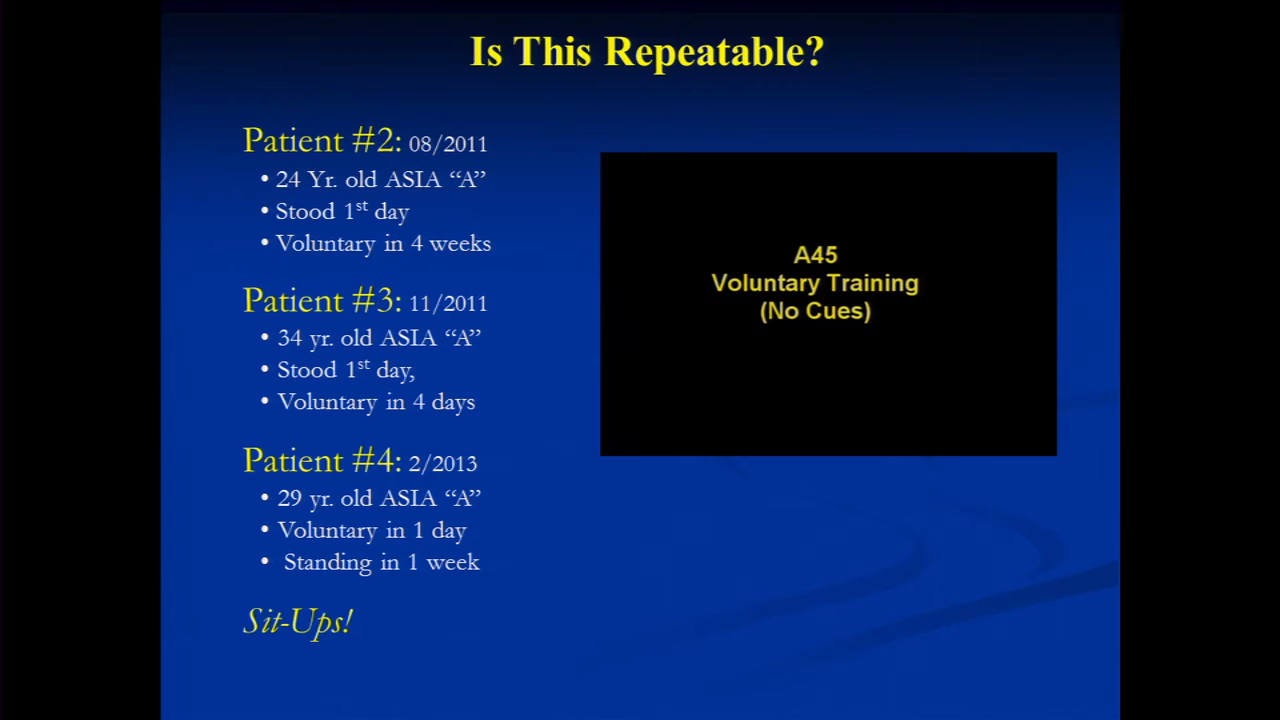 Is This Repeatable?
Patient #2: 08/2011
• 24 Yr. old ASIA “A”
• Stood 1st day
• Voluntary in 4 weeks
Patient #3: 11/2011
• 34 yr. old ASIA “A”
• Stood 1st day,
• Voluntary in 4 days
Patient #4: 2/2013
• 29 yr. old ASIA “A”
• Voluntary in 1 day
• Standing in 1 week
Sit-Ups!
A45
Voluntary Training
(No Cues)